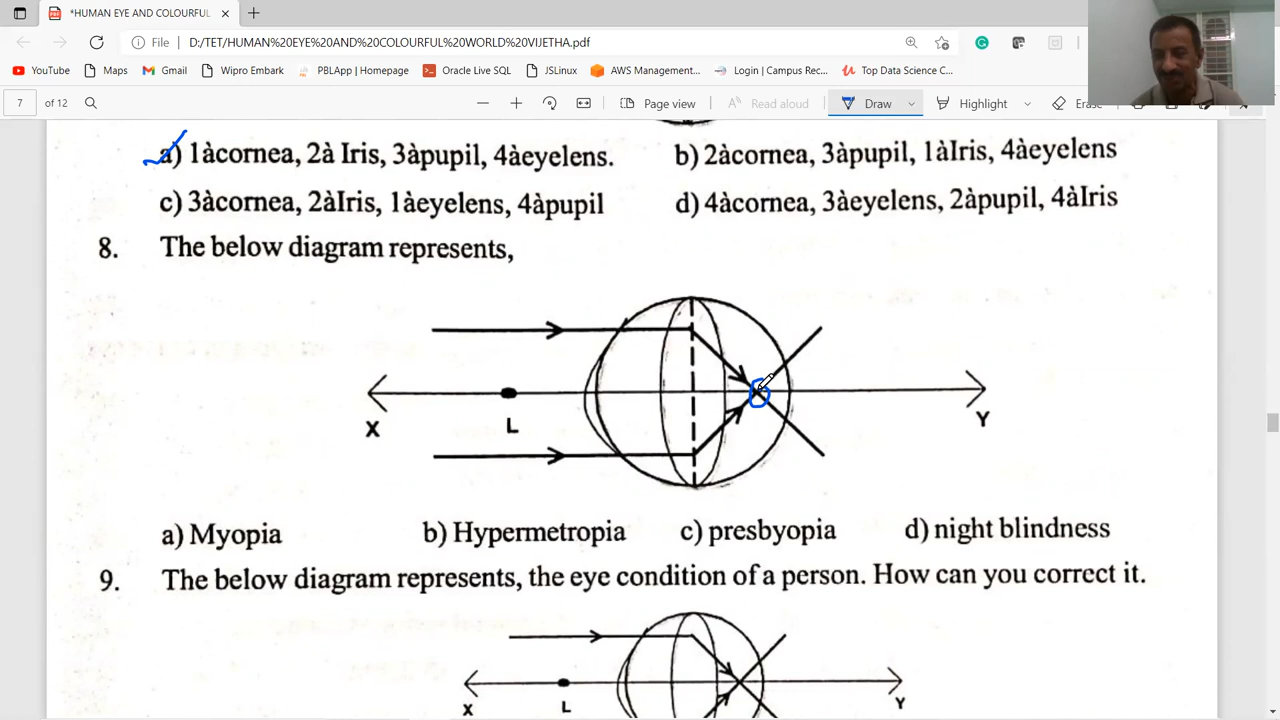 *HUMAN EYE AND COLOURFUL
File D:/TET/HUMAN%20EYE%20AND%20COLOURFUL%20WORLD
/IJETHA.pdf
YouTube Maps Gmail Wipro Embark PBLApp | Homepage Oracle Live SQL JSLinux AWS Management... Login | Campus Rec... Top Data Science C...
7 of 12 Page view Read aloud Draw Highlight Erase
a) 1àcornea, 2à Iris, 3àpupil, 4àeyelens. b) 2àcornea, 3àpupil, 1àIris, 4àeyelens
c) 3àcornea, 2àIris, 1àeyelens, 4àpupil d) 4àcornea, 3àeyelens, 2àpupil, 4àIris
8. The below diagram represents,
X L Y
a) Myopia b) Hypermetropia c) presbyopia d) night blindness
9. The below diagram represents, the eye condition of a person. How can you correct it.
X L Y